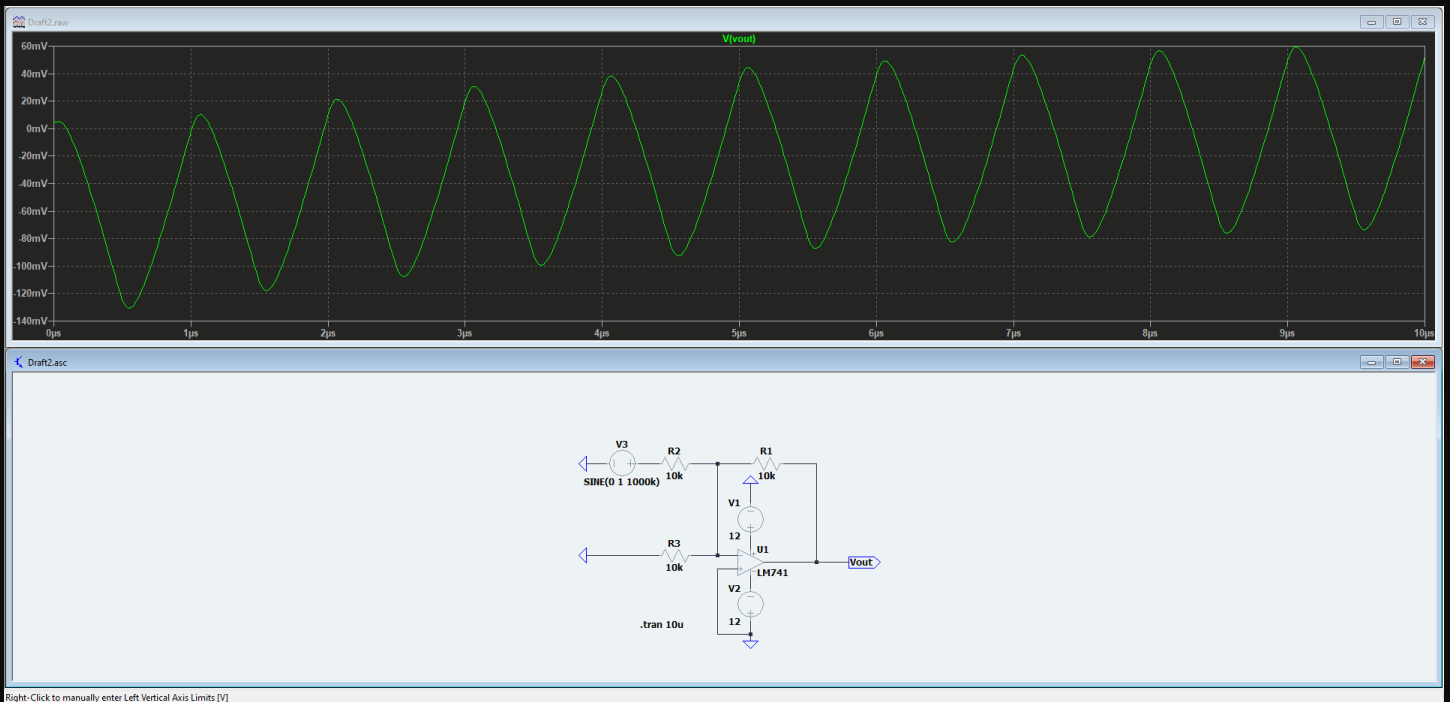 Draft2.raw
V(vout)
60mV
40mV
20mV
0mV
-20mV
-40mV
-60mV
-80mV
-100mV
-120mV
-140mV
0µs 1µs 2µs 3µs 4µs 5µs 6µs 7µs 8µs 9µs 10µs
Draft2.asc
V3
R2
R1
SINE(0 1 1000k)
10k
10k
V1
12
R3
U1
10k
LM741
Vout
V2
12
.tran 10u
Right-Click to manually enter Left Vertical Axis Limits [V]